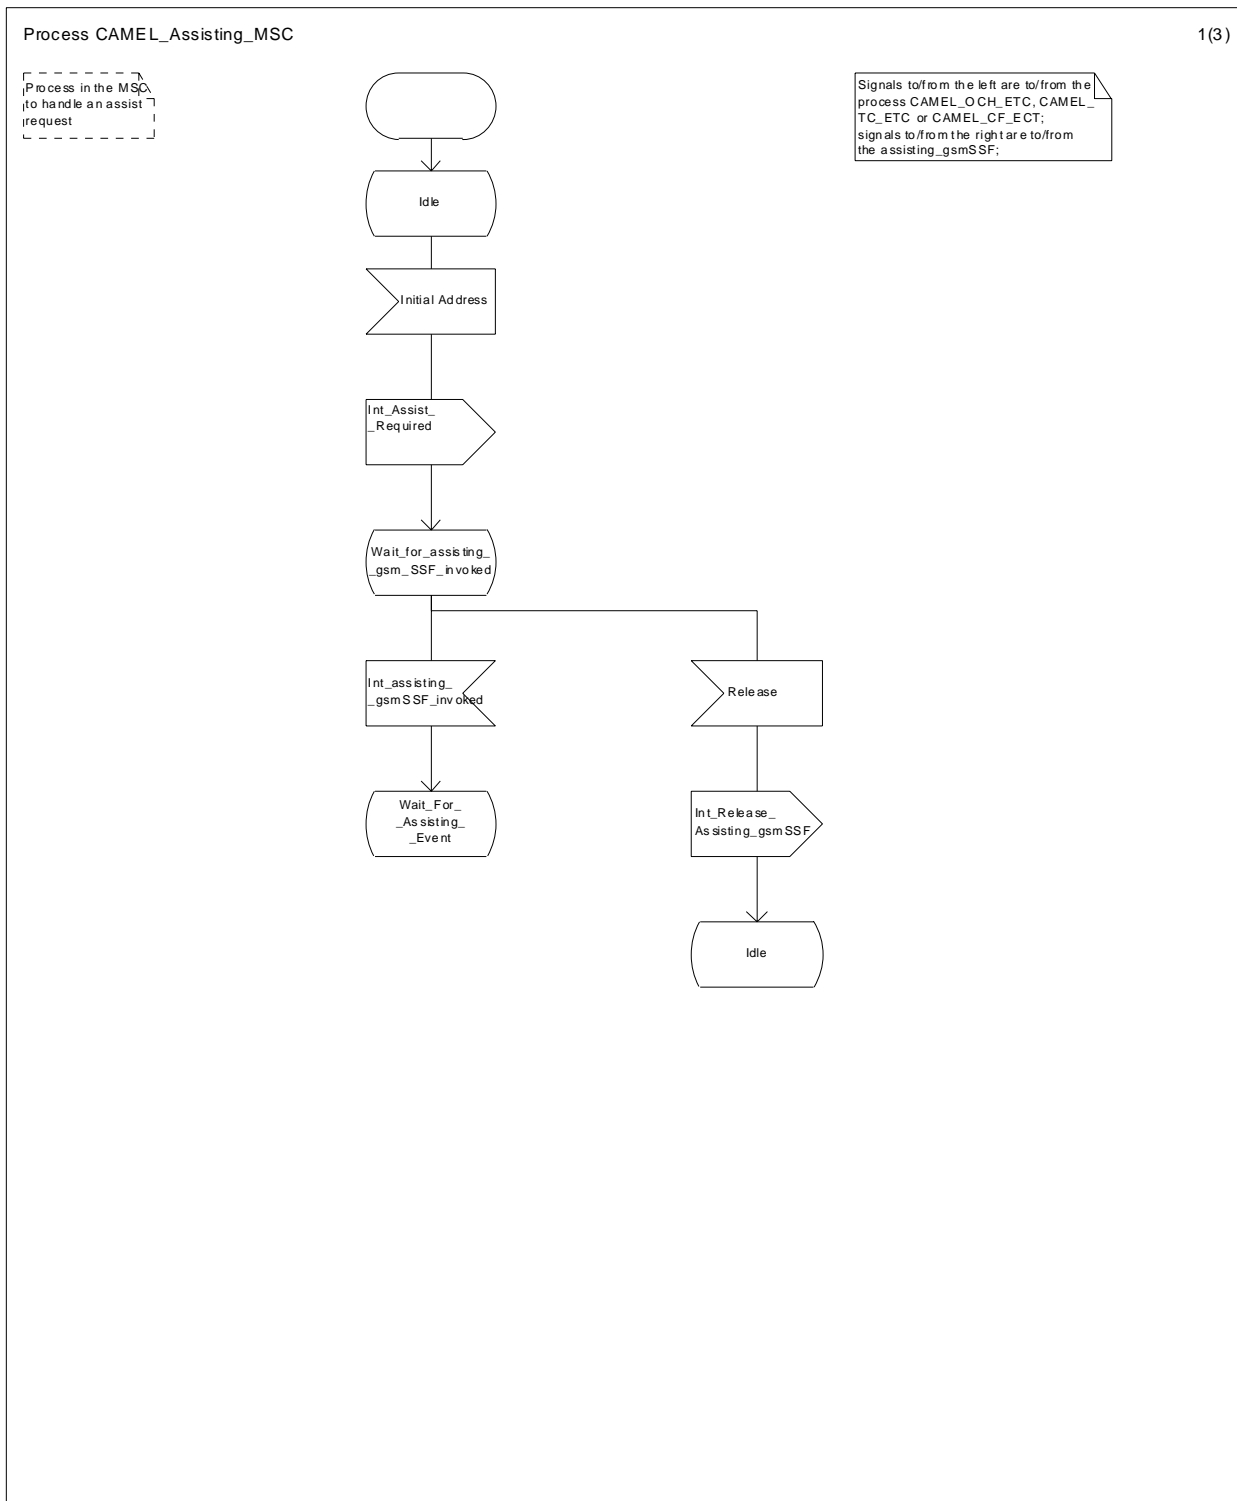 Process CAMEL_Assisting_MSC
1(3)
Process in the MSC
to handle an assist
request
Signals to/from the left are to/from the
process CAMEL_OCH_ETC, CAMEL_
TC_ETC or CAMEL_CF_ECT;
signals to/from the right are to/from
the assisting_gsmSSF;
Idle
Initial Address
Int_Assist_
_Required
Wait_for_assisting_
_gsm_SSF_invoked
Int_assisting_
_gsmSSF_invoked
Release
Wait_For_
_Assisting_
_Event
Int_Release_
Assisting_gsmSSF
Idle